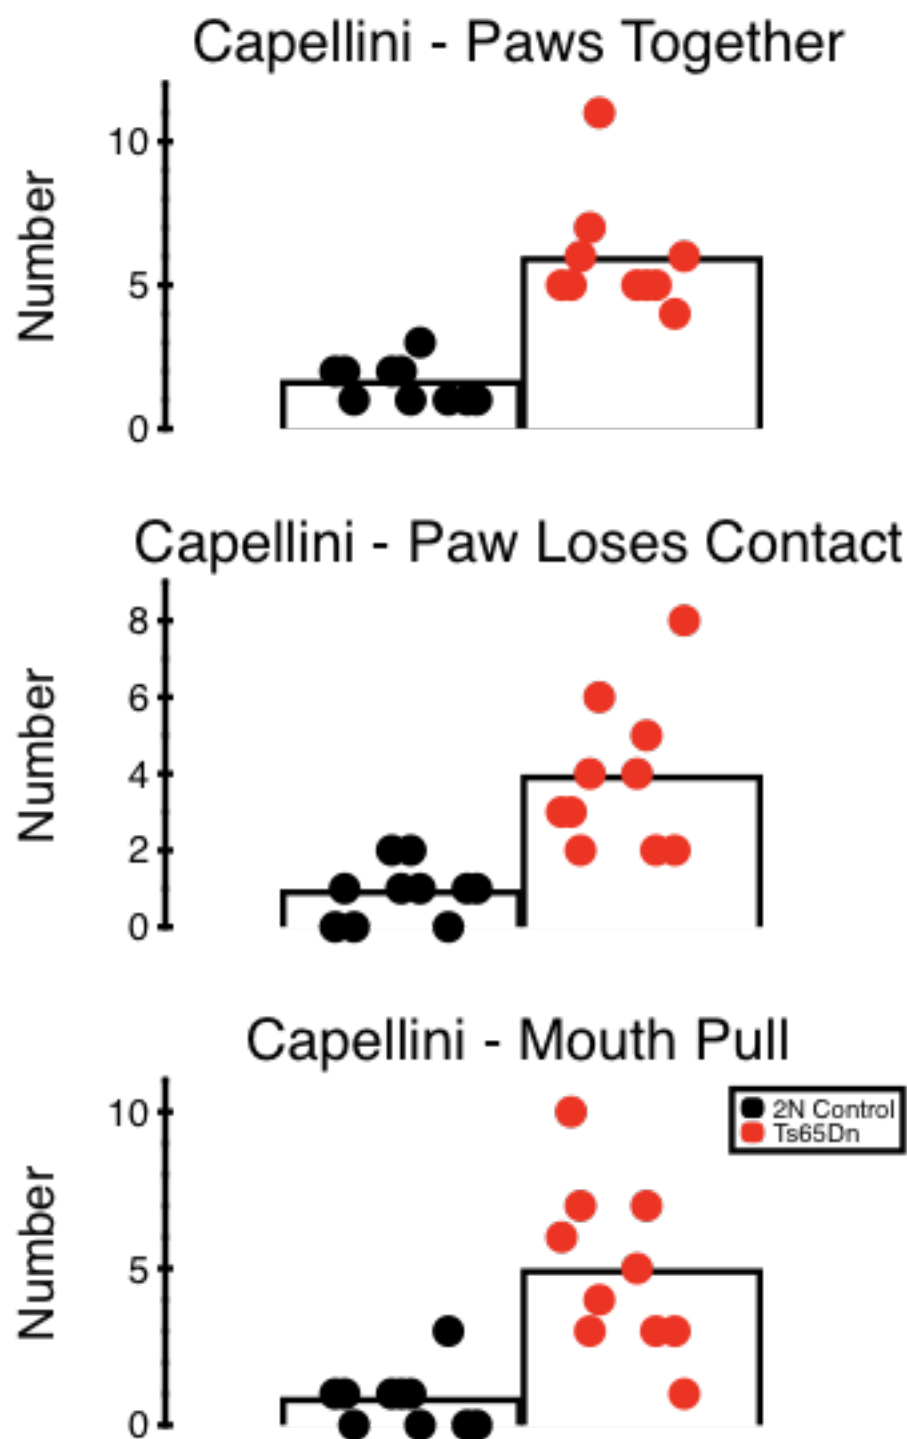 Capellini - Paws Together
Number
10
5
0
Capellini - Paw Loses Contact
Number
8
6
4
2
0
Capellini - Mouth Pull
Number
10
5
0
2N Control
Ts65Dn